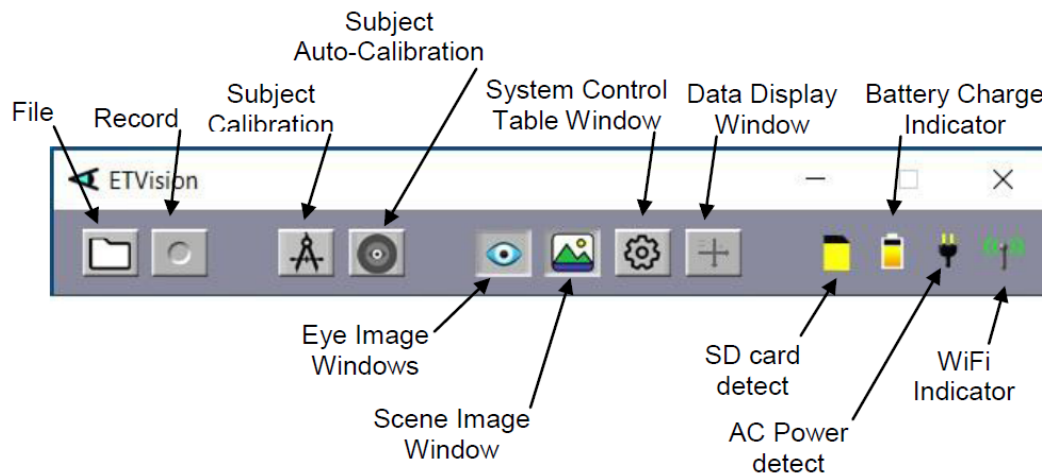 Subject
Auto-Calibration
System Control
Table Window
Data Display
Window
Battery Charge
Indicator
File
Record
Subject
Calibration
ETVision
Eye Image
Windows
Scene Image
Window
SD card
detect
AC Power
detect
WiFi
Indicator